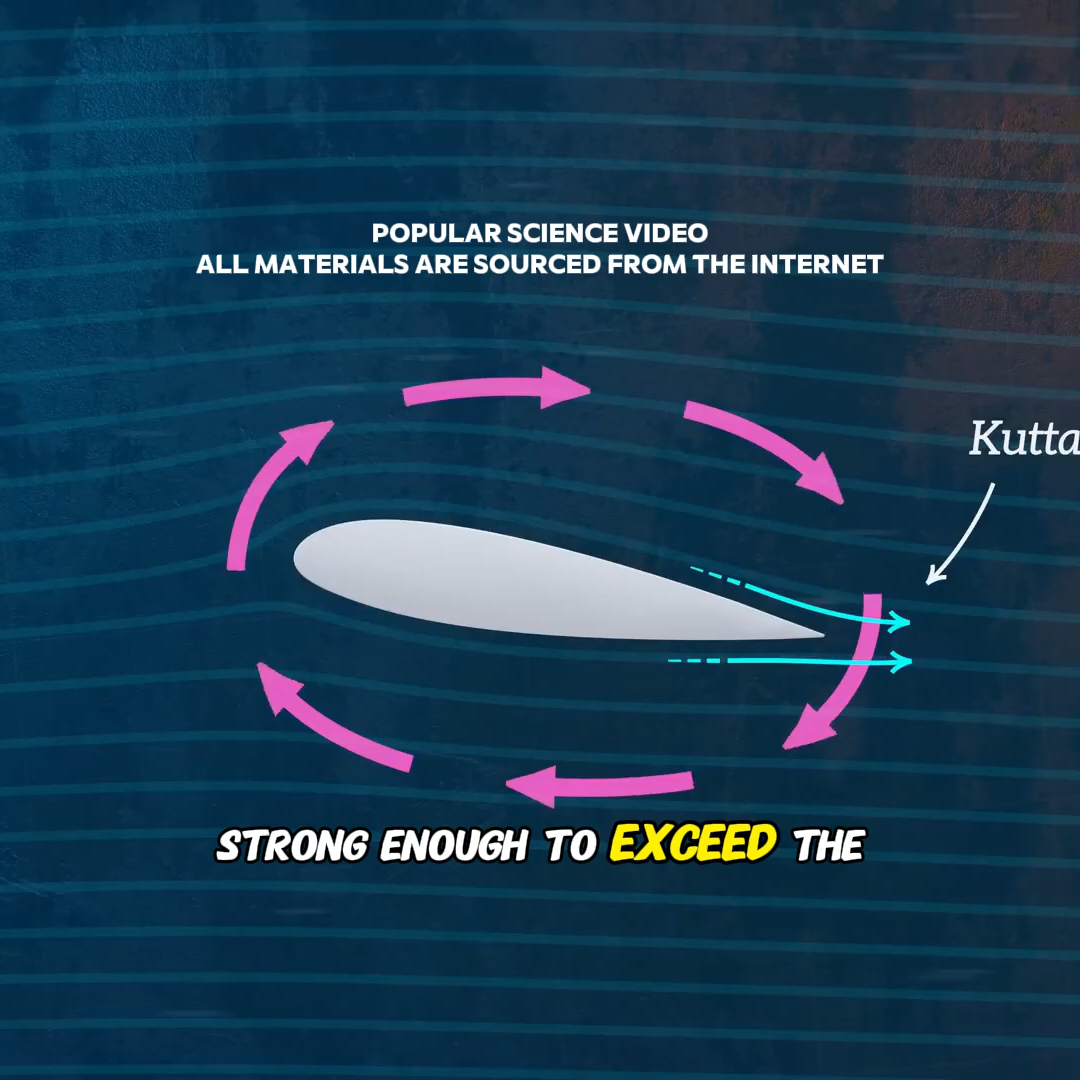 POPULAR SCIENCE VIDEO
ALL MATERIALS ARE SOURCED FROM THE INTERNET
Kutta
STRONG ENOUGH TO EXCEED THE